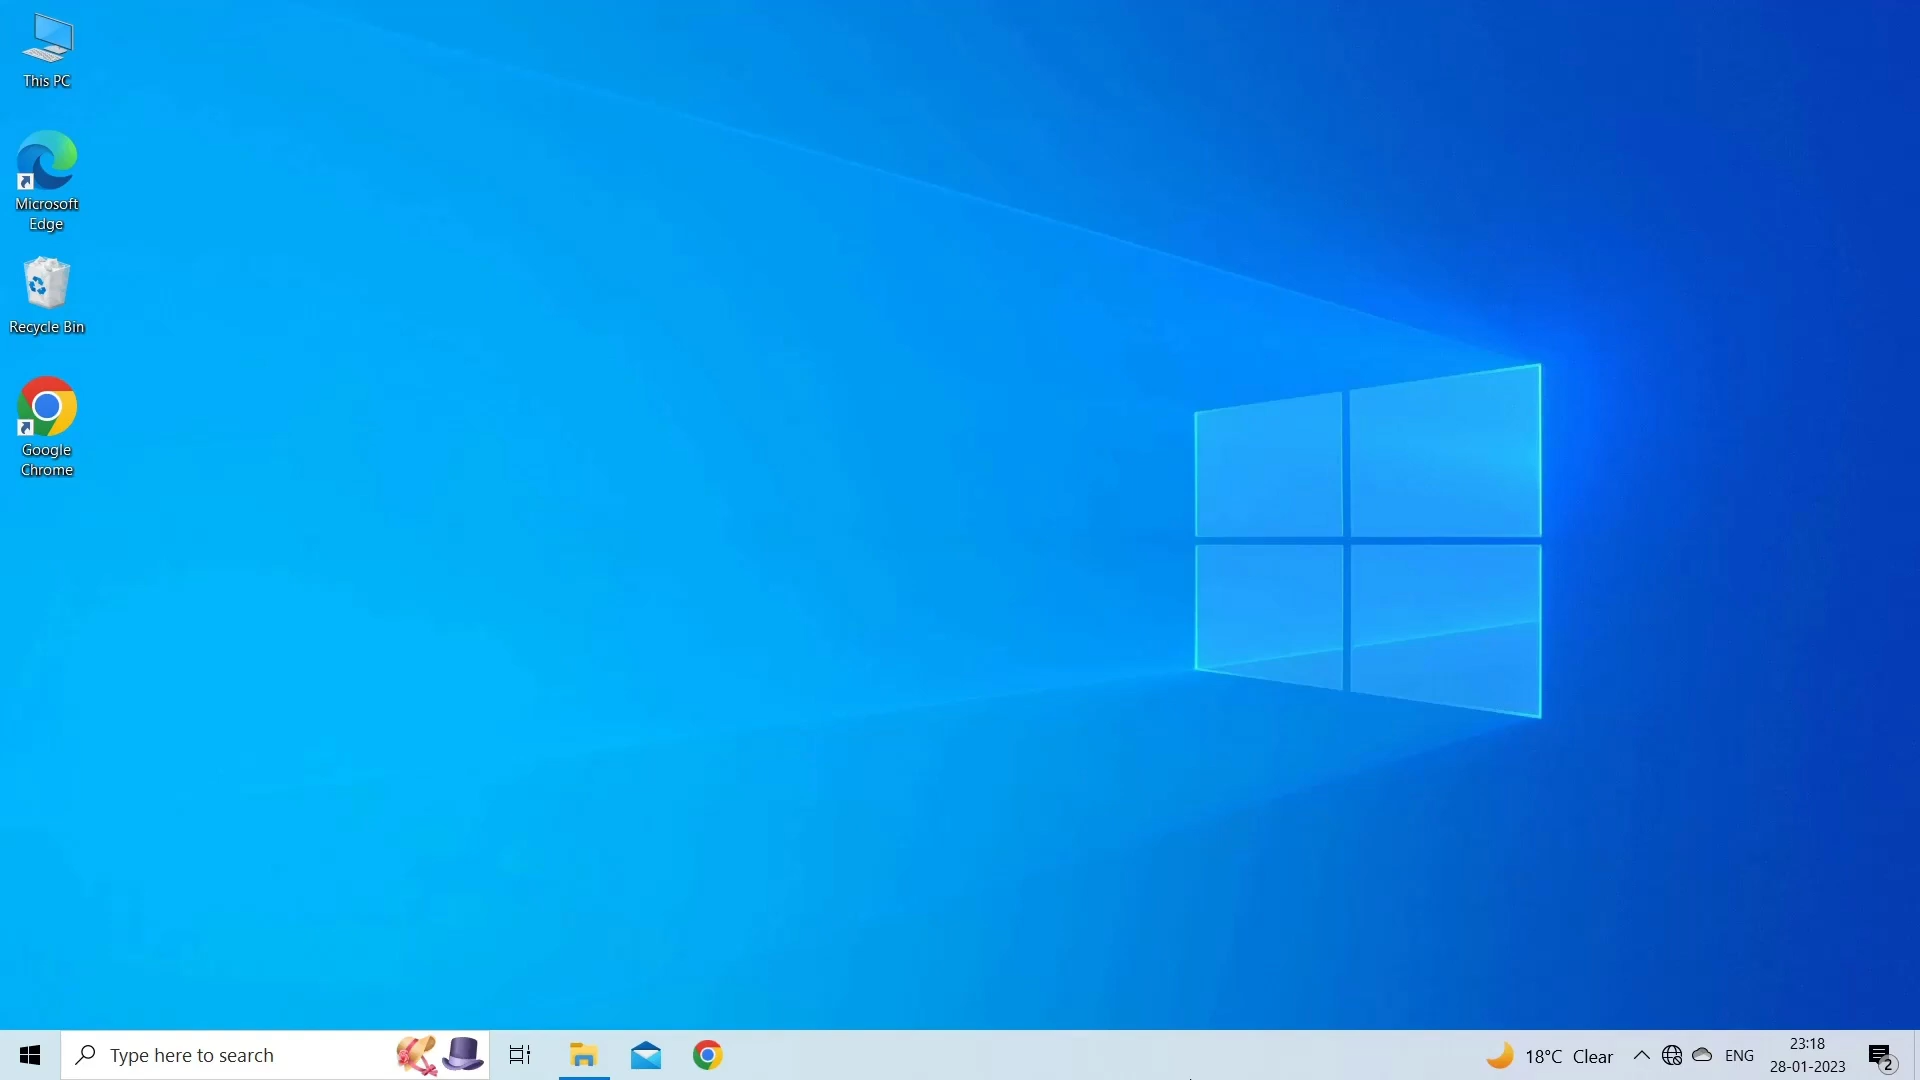 This PC
Microsoft
Edge
Recycle Bin
Google
Chrome
Type here to search
18°C Clear
ENG
23:18
28-01-2023
2